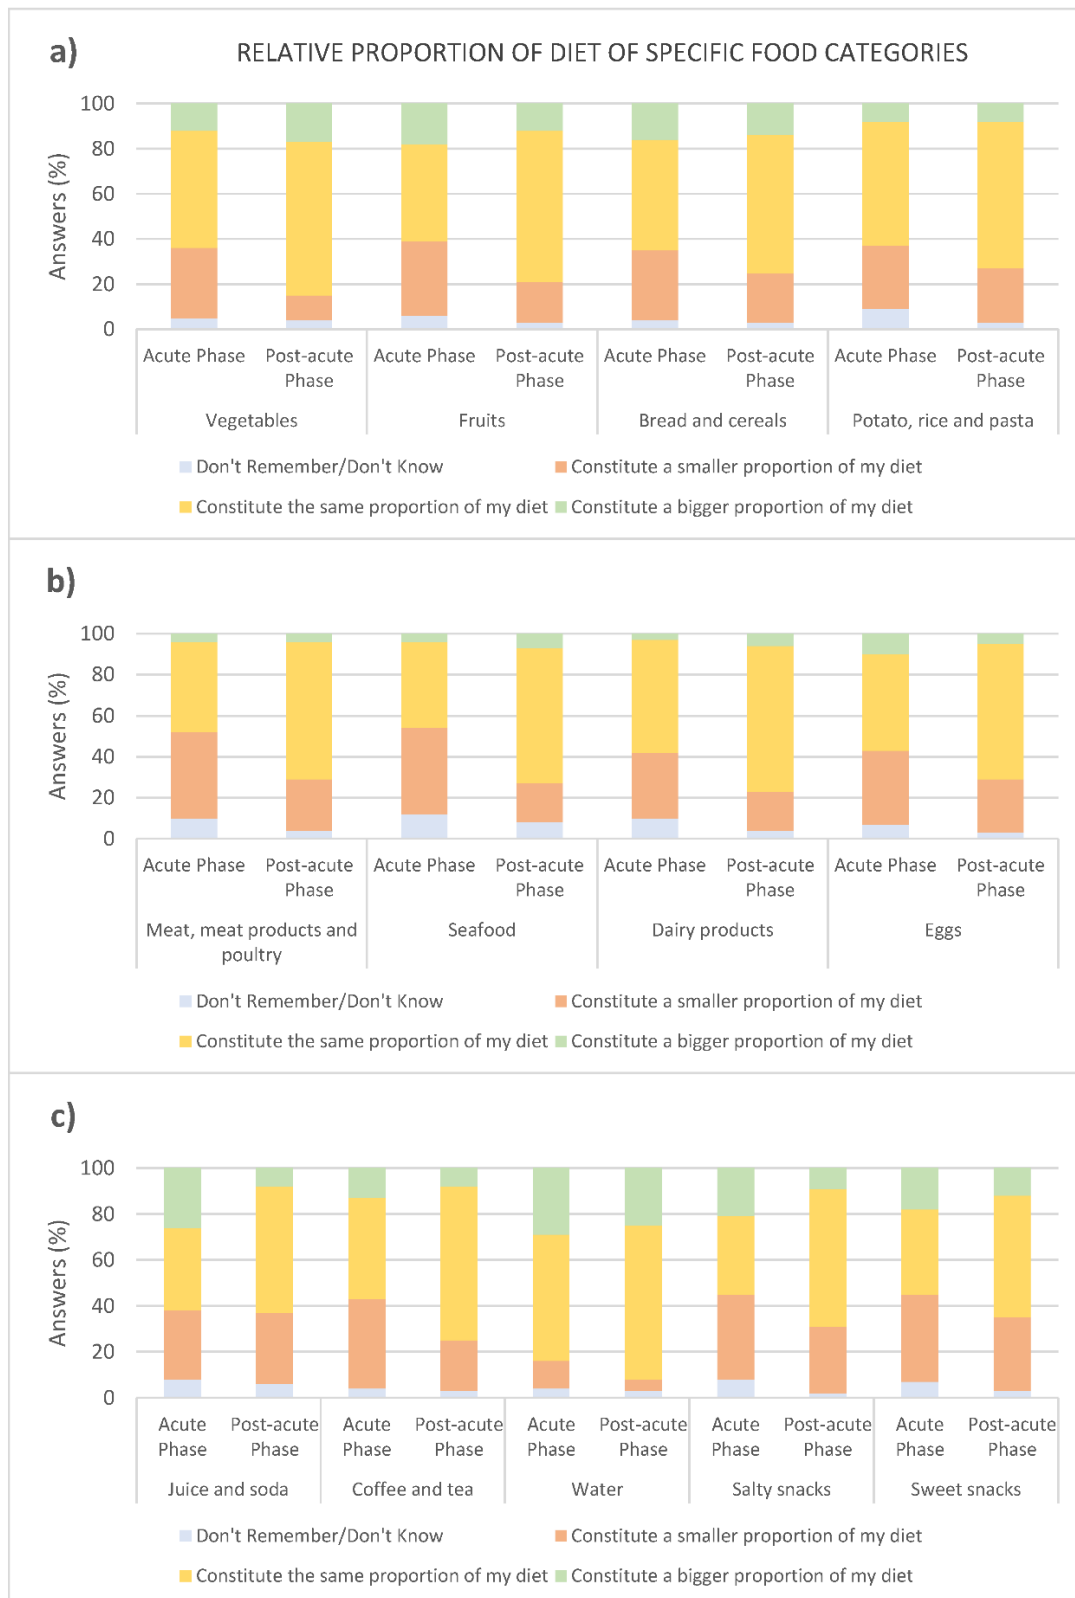 a)
RELATIVE PROPORTION OF DIET OF SPECIFIC FOOD CATEGORIES
Answers (%)
100
80
60
40
20
0
Acute Phase Post-acute Phase Acute Phase Post-acute Phase Acute Phase Post-acute Phase Acute Phase Post-acute Phase
Vegetables Fruits Bread and cereals Potato, rice and pasta
Don't Remember/Don't Know Constitute a smaller proportion of my diet
Constitute the same proportion of my diet Constitute a bigger proportion of my diet
b)
Answers (%)
100
80
60
40
20
0
Acute Phase Post-acute Phase Acute Phase Post-acute Phase Acute Phase Post-acute Phase Acute Phase Post-acute Phase
Meat, meat products and poultry Seafood Dairy products Eggs
Don't Remember/Don't Know Constitute a smaller proportion of my diet
Constitute the same proportion of my diet Constitute a bigger proportion of my diet
c)
Answers (%)
100
80
60
40
20
0
Acute Phase Post-acute Phase Acute Phase Post-acute Phase Acute Phase Post-acute Phase Acute Phase Post-acute Phase Acute Phase Post-acute Phase
Juice and soda Coffee and tea Water Salty snacks Sweet snacks
Don't Remember/Don't Know Constitute a smaller proportion of my diet
Constitute the same proportion of my diet Constitute a bigger proportion of my diet